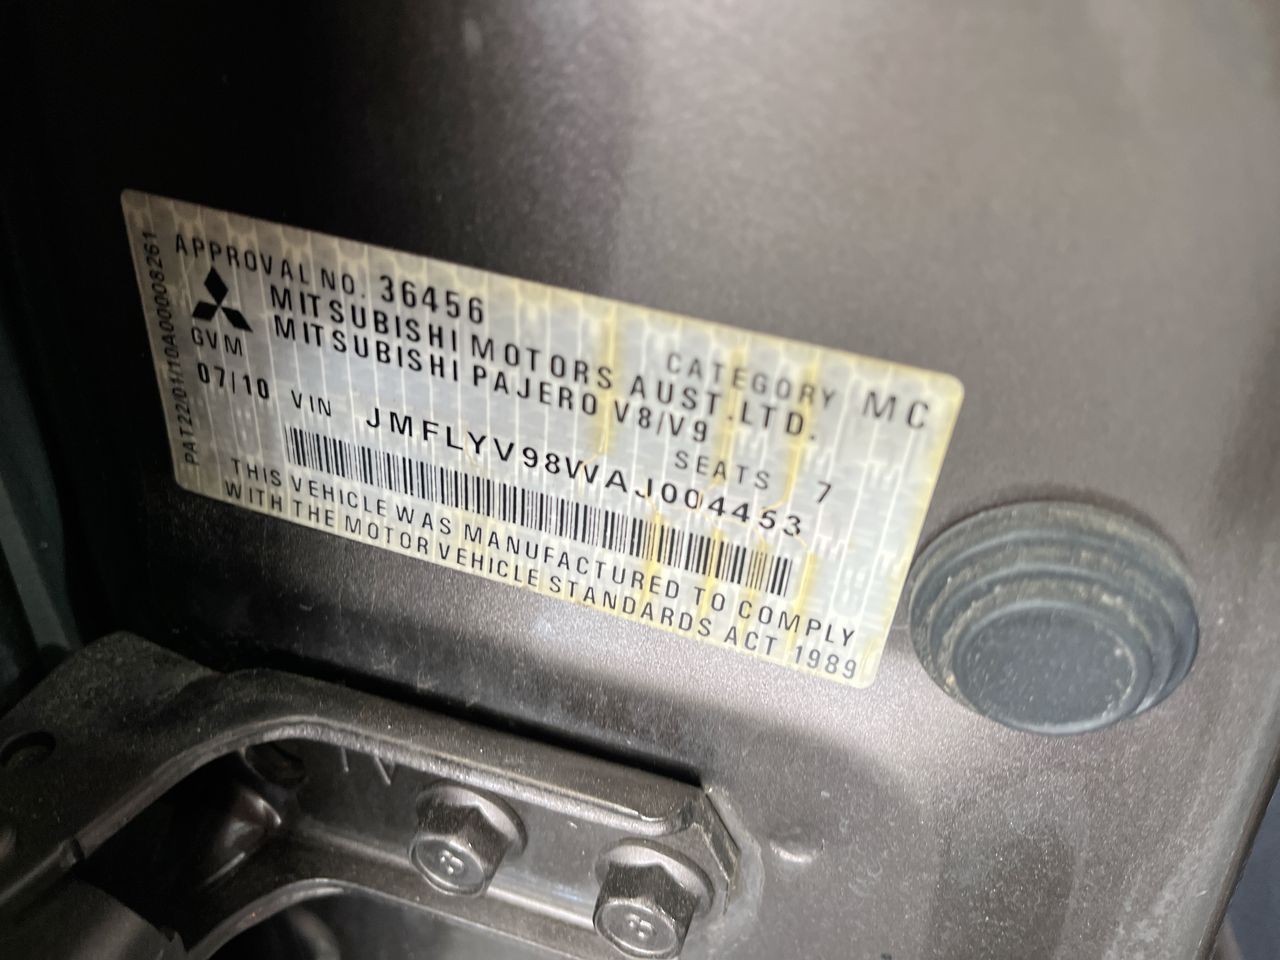 APPROVAL NO. 36456 CATEGORY MC
MITSUBISHI MOTORS AUST.LTD.
MITSUBISHI PAJERO V8/V9
GVM SEATS 7
07/10 VIN JMFLYV98WAJ004453
THIS VEHICLE WAS MANUFACTURED TO COMPLY
WITH THE MOTOR VEHICLE STANDARDS ACT 1989
PAT22/01/10A00008261